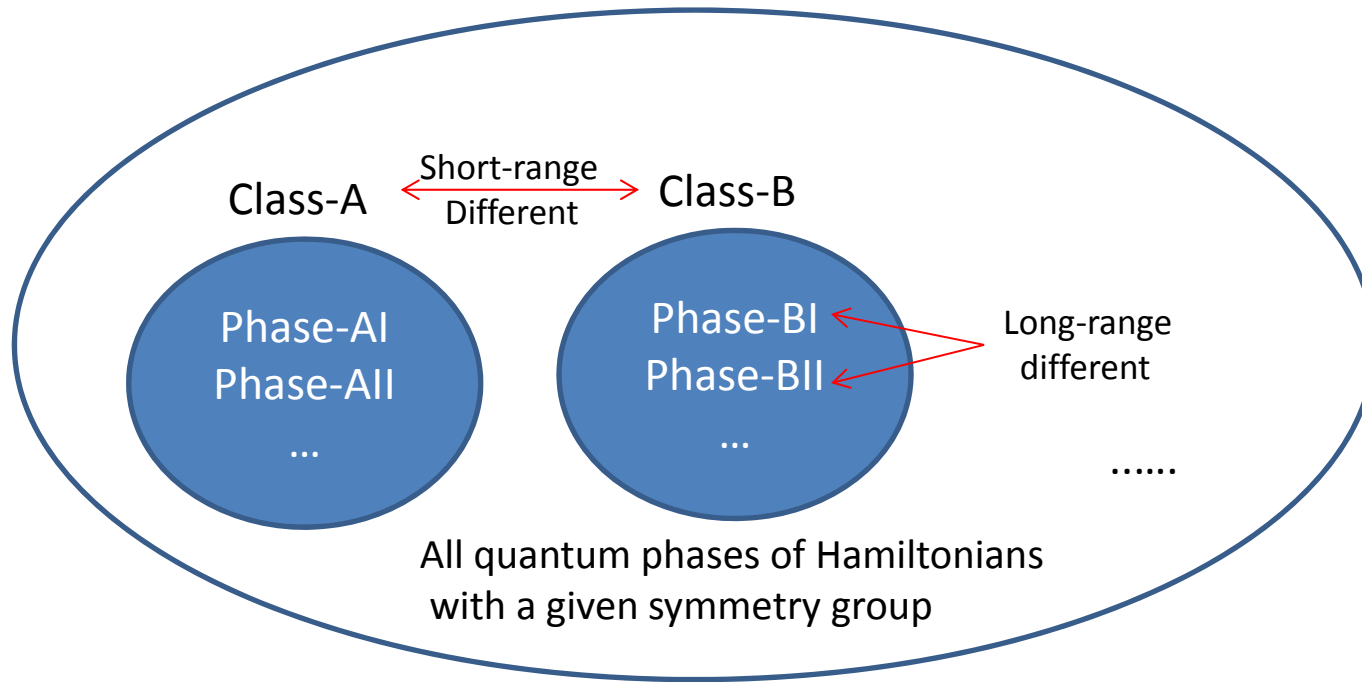 Short-range
Different
Class-A
Class-B
Phase-AI
Phase-AII
...
Phase-BI
Phase-BII
...
Long-range
different
......
All quantum phases of Hamiltonians
with a given symmetry group